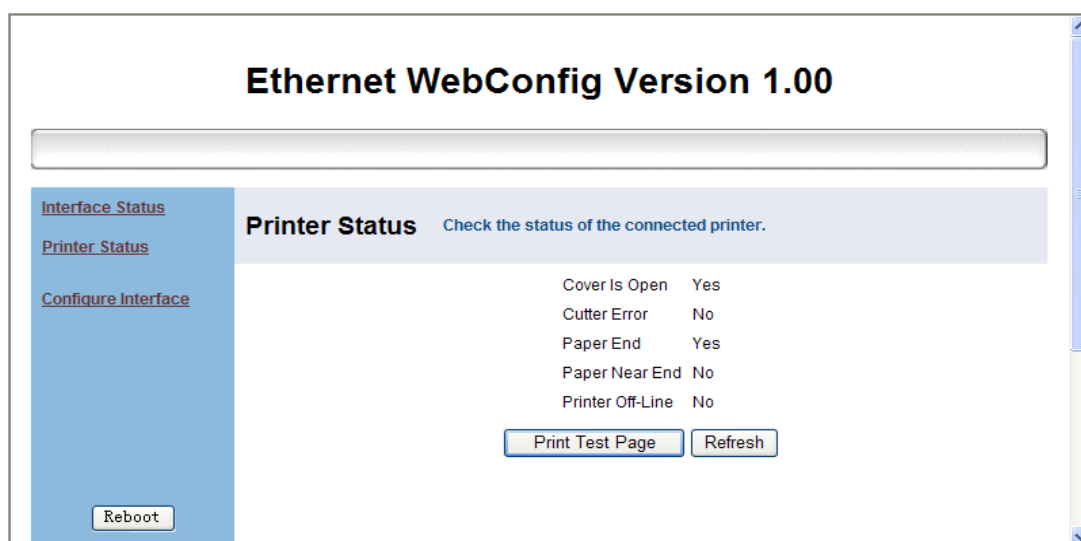 Ethernet WebConfig Version 1.00
Interface Status
Printer Status
Configure Interface
Reboot
Printer Status Check the status of the connected printer.
Cover Is Open Yes
Cutter Error No
Paper End Yes
Paper Near End No
Printer Off-Line No
Print Test Page Refresh